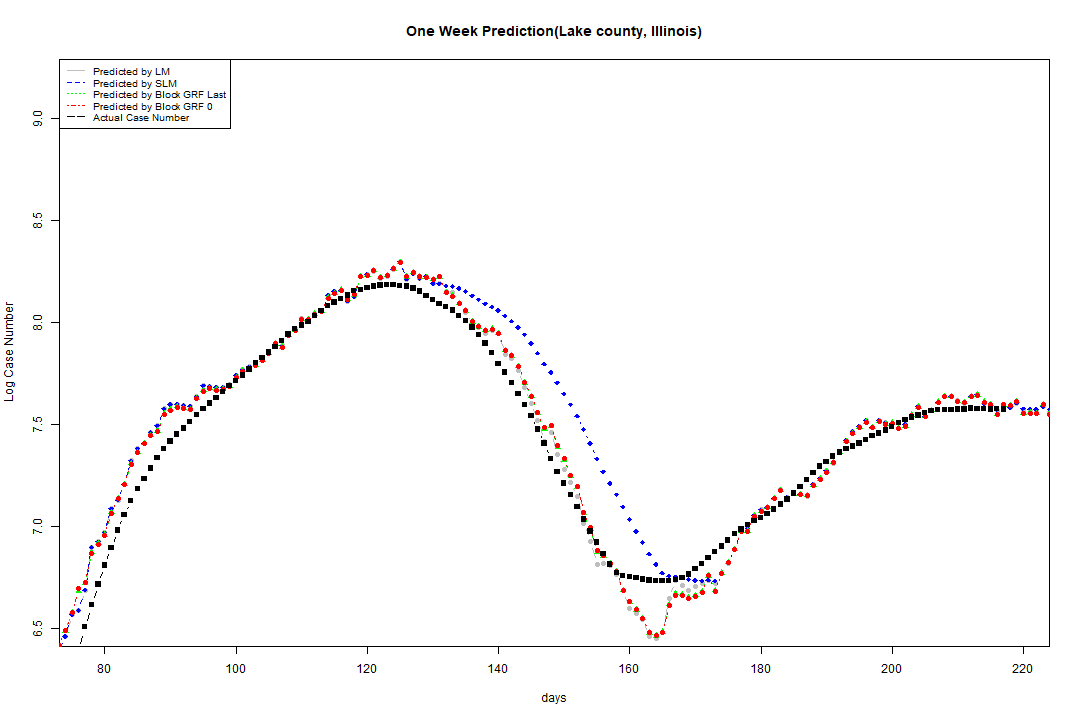 One Week Prediction(Lake county, Illinois)
Predicted by LM
Predicted by SLM
Predicted by Block GRF Last
Predicted by Block GRF 0
Actual Case Number
9.0
8.5
8.0
7.5
7.0
6.5
Log Case Number
80 100 120 140 160 180 200 220
days